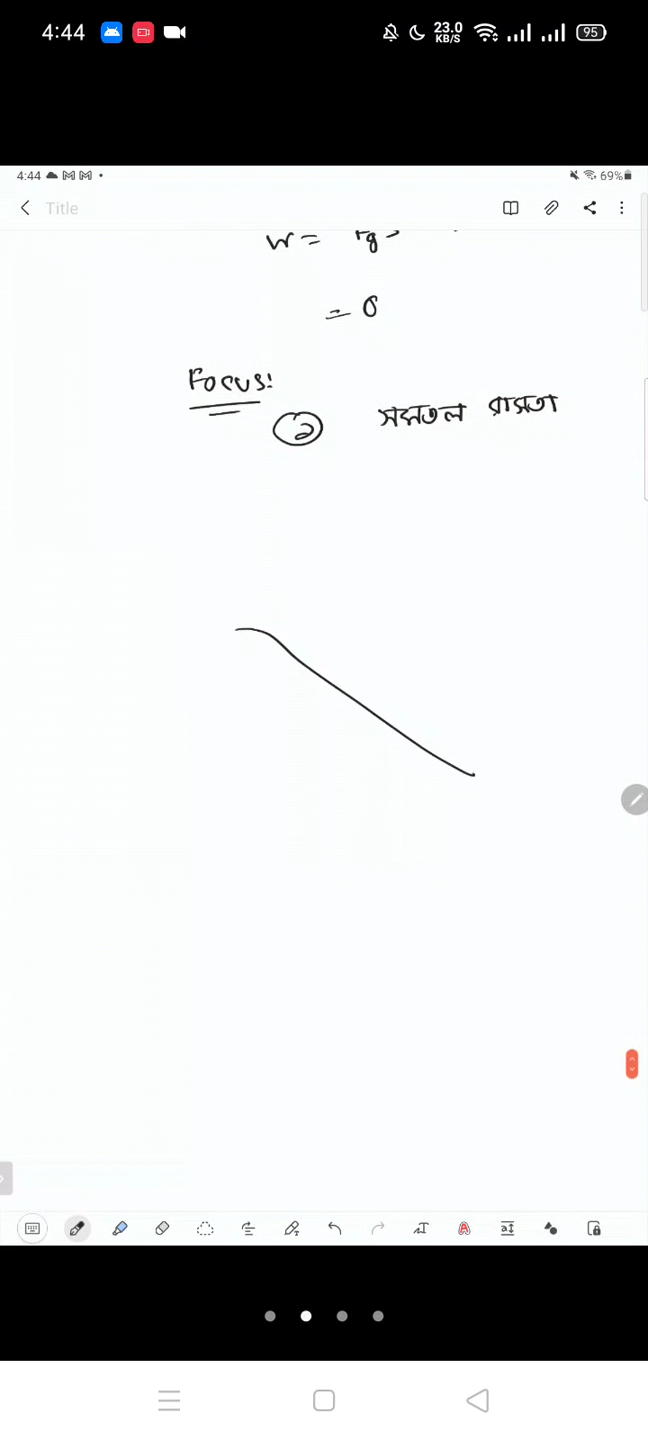 4:44 23.0 KB/S 95
4:44 69%
Title
W =
= 0
Focus:
২ সমতল রাস্তা